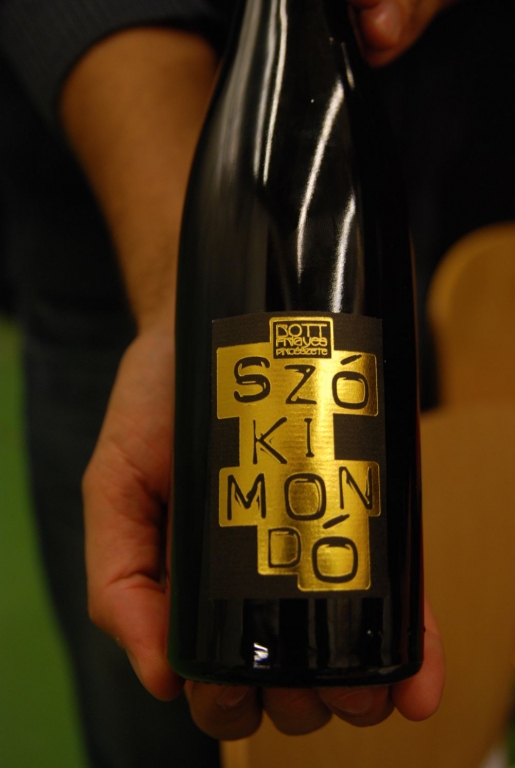 BOTT
FRIGYES
PINCÉSZETE
SZÓ
KI
MON
DÓ